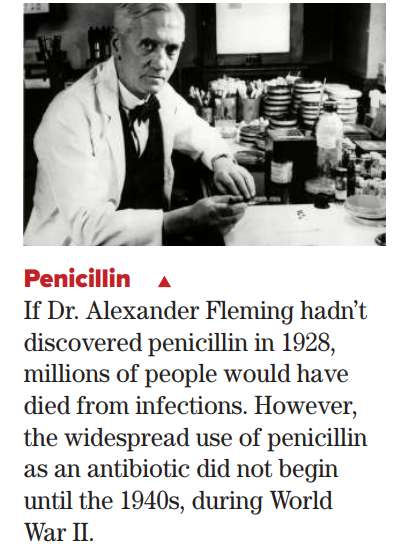 Penicillin ▲
If Dr. Alexander Fleming hadn’t
discovered penicillin in 1928,
millions of people would have
died from infections. However,
the widespread use of penicillin
as an antibiotic did not begin
until the 1940s, during World
War II.